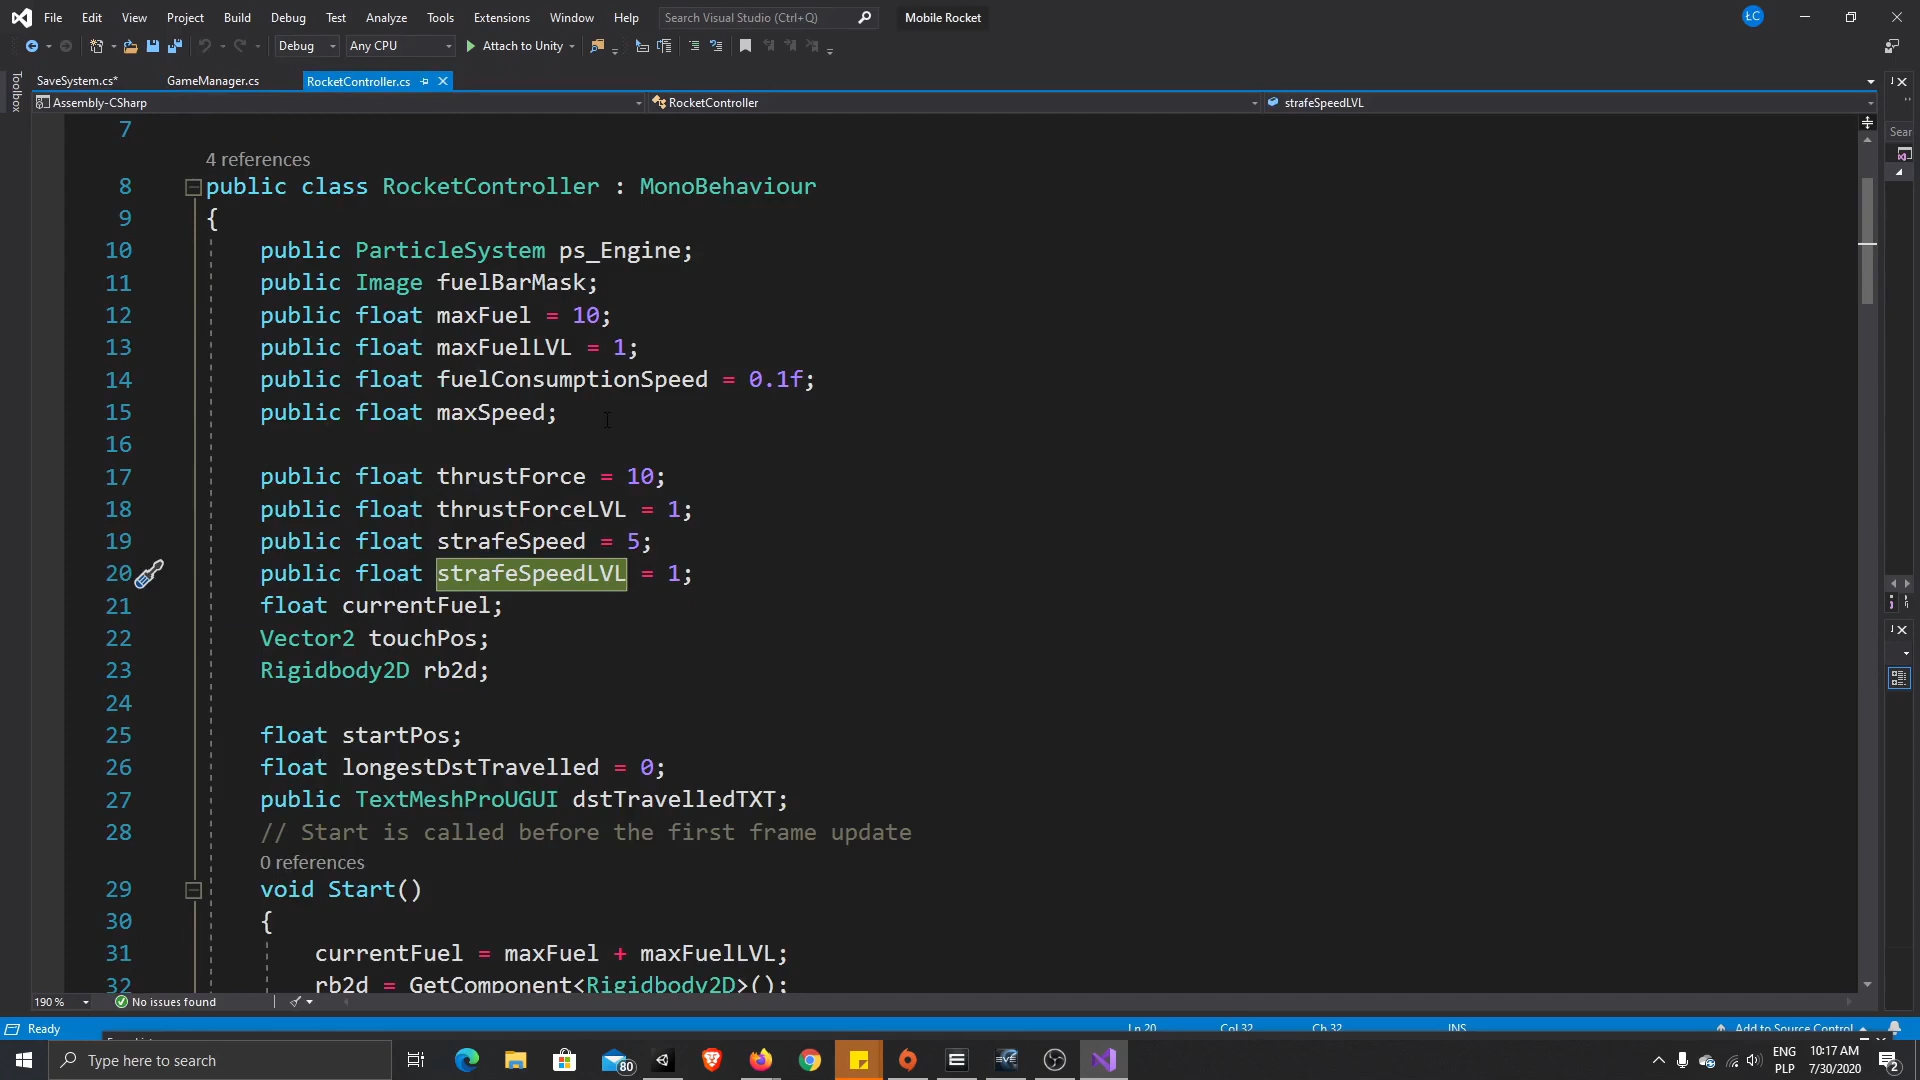 File Edit View Project Build Debug Test Analyze Tools Extensions Window Help Search Visual Studio (Ctrl+Q) Mobile Rocket ŁC
Debug Any CPU Attach to Unity
Toolbox
SaveSystem.cs* GameManager.cs RocketController.cs
Assembly-CSharp RocketController strafeSpeedLVL
Sear
7
4 references
8 public class RocketController : MonoBehaviour
9 {
10 public ParticleSystem ps_Engine;
11 public Image fuelBarMask;
12 public float maxFuel = 10;
13 public float maxFuelLVL = 1;
14 public float fuelConsumptionSpeed = 0.1f;
15 public float maxSpeed;
16
17 public float thrustForce = 10;
18 public float thrustForceLVL = 1;
19 public float strafeSpeed = 5;
20 public float strafeSpeedLVL = 1;
21 float currentFuel;
22 Vector2 touchPos;
23 Rigidbody2D rb2d;
24
25 float startPos;
26 float longestDstTravelled = 0;
27 public TextMeshProUGUI dstTravelledTXT;
28 // Start is called before the first frame update
0 references
29 void Start()
30 {
31 currentFuel = maxFuel + maxFuelLVL;
32 rb2d = GetComponent<Rigidbody2D>();
190 % No issues found
Ready Ln 20 Col 32 Ch 32 INS Add to Source Control
Type here to search 80 ENG PLP 10:17 AM 7/30/2020 2